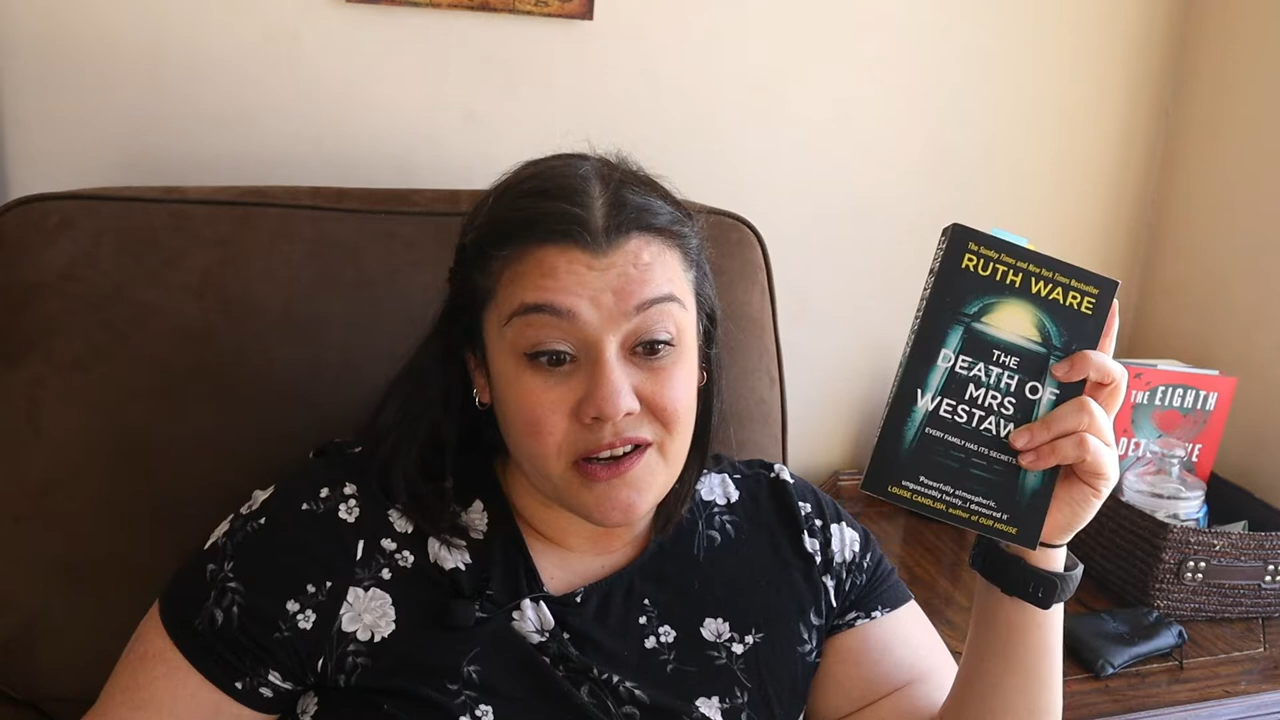 The Sunday Times and New York Times Bestseller
RUTH WARE
THE
DEATH OF
MRS
WESTAW
EVERY FAMILY HAS ITS SECRETS
'Powerfully atmospheric,
unguessably twisty...I devoured it'
LOUISE CANDLISH, author of OUR HOUSE
THE EIGHTH